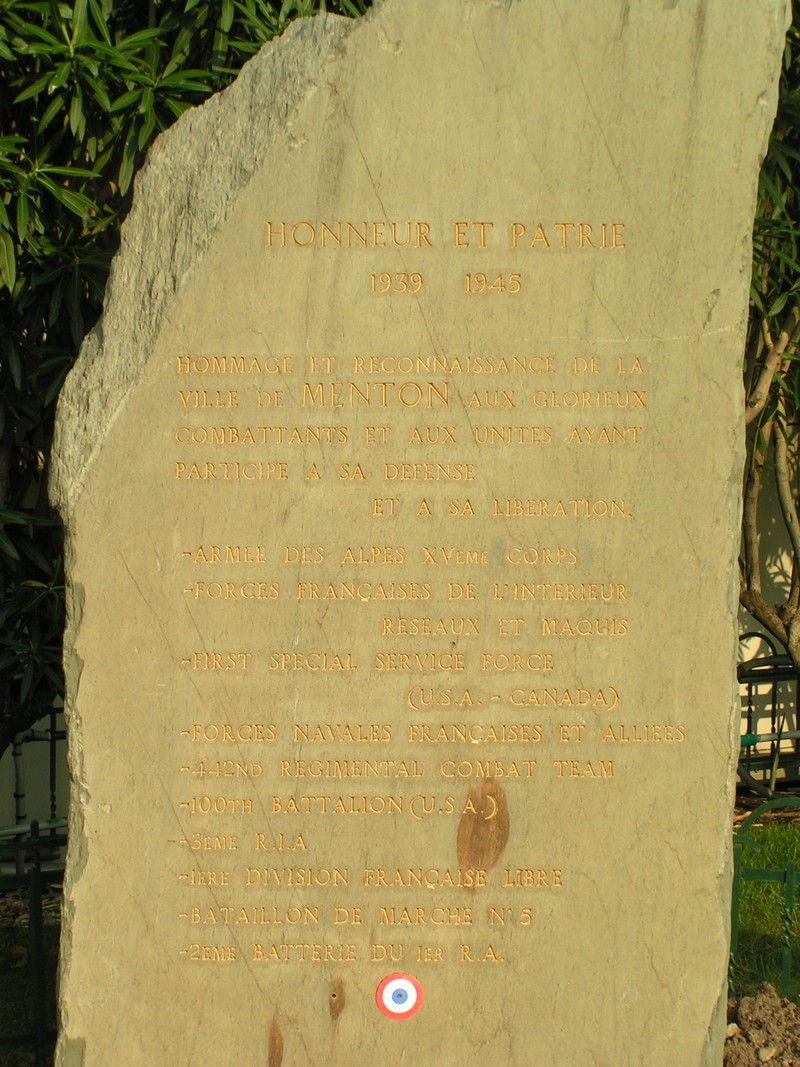 HONNEUR ET PATRIE
1939 1945
HOMMAGE ET RECONNAISSANCE DE LA
VILLE DE MENTON AUX GLORIEUX
COMBATTANTS ET AUX UNITES AYANT
PARTICIPE A SA DEFENSE
ET A SA LIBERATION.
-ARMEE DES ALPES XVEME CORPS
-FORCES FRANÇAISES DE L'INTERIEUR
RESEAUX ET MAQUIS
-FIRST SPECIAL SERVICE FORCE
(U.S.A. - CANADA)
-FORCES NAVALES FRANÇAISES ET ALLIEES
-442ND REGIMENTAL COMBAT TEAM
-100TH BATTALION (U.S.A.)
-3EME R.I.A
-1ERE DIVISION FRANÇAISE LIBRE
-BATAILLON DE MARCHE N° 5
-2EME BATTERIE DU 1ER R.A.